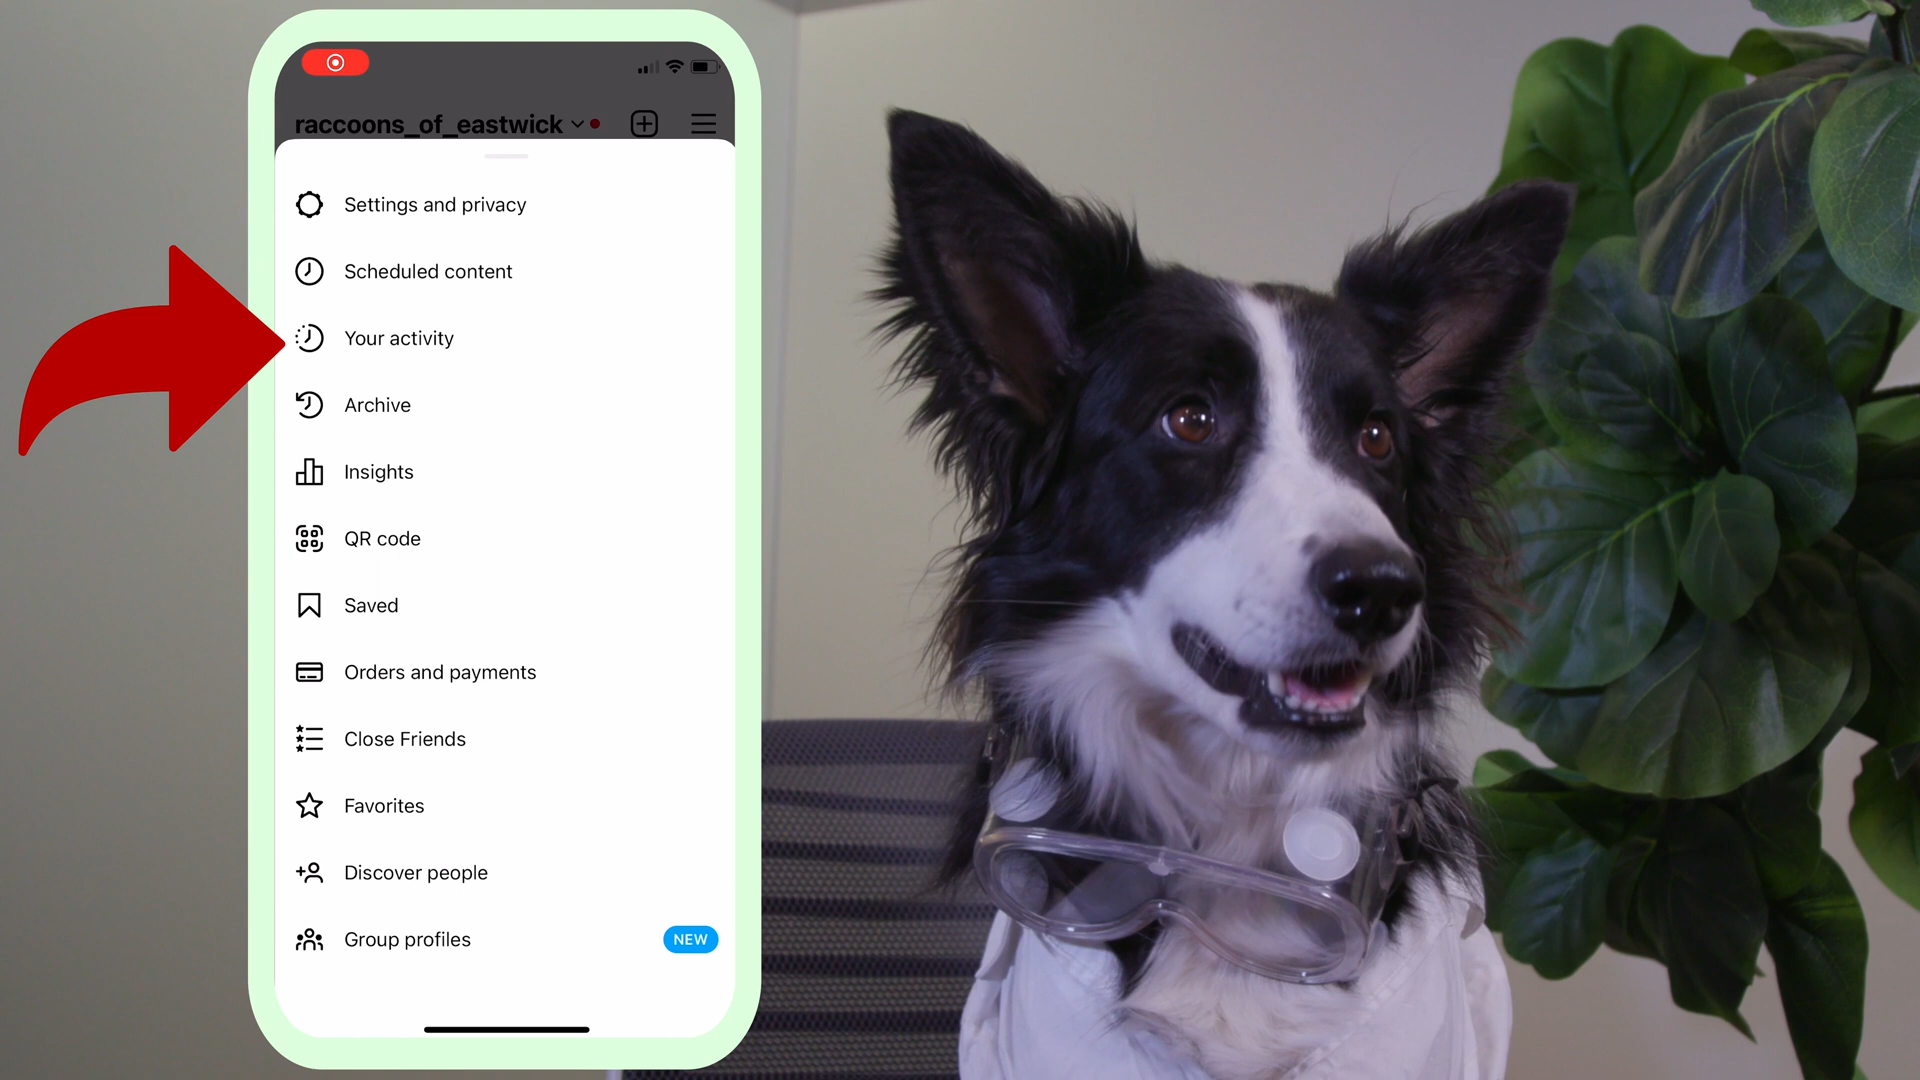 raccoons_of_eastwick
Settings and privacy
Scheduled content
Your activity
Archive
Insights
QR code
Saved
Orders and payments
Close Friends
Favorites
Discover people
Group profiles NEW